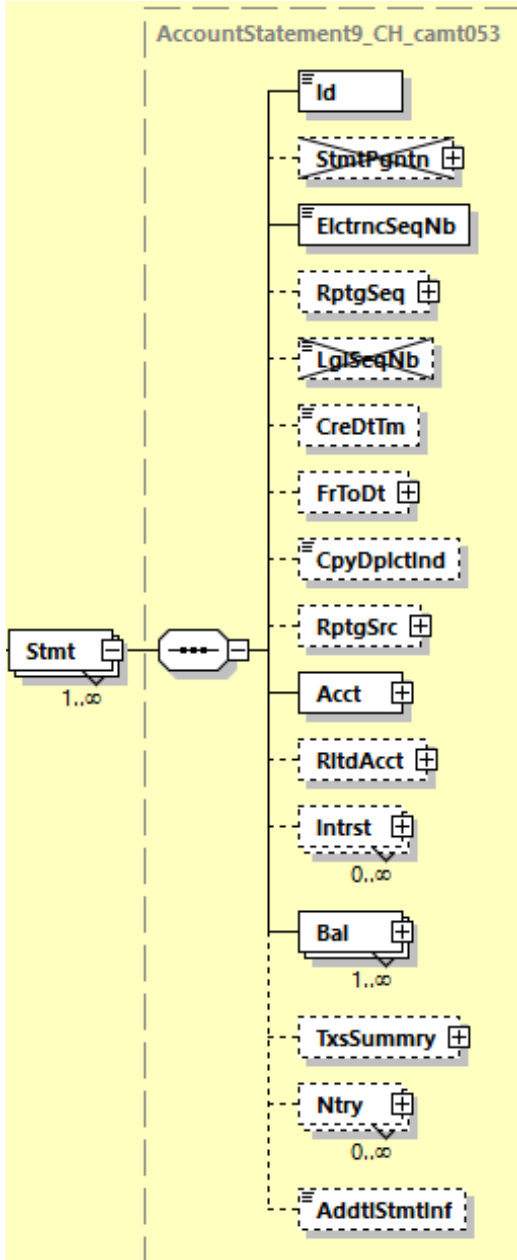 AccountStatement9_CH_camt053
Id
StmtPgntn
ElctrncSeqNb
RptgSeq
LglSeqNb
CreDtTm
FrToDt
CpyDplctInd
RptgSrc
Stmt
1..∞
Acct
RltdAcct
Intrst
0..∞
Bal
1..∞
TxsSummry
Ntry
0..∞
AddtlStmtInf